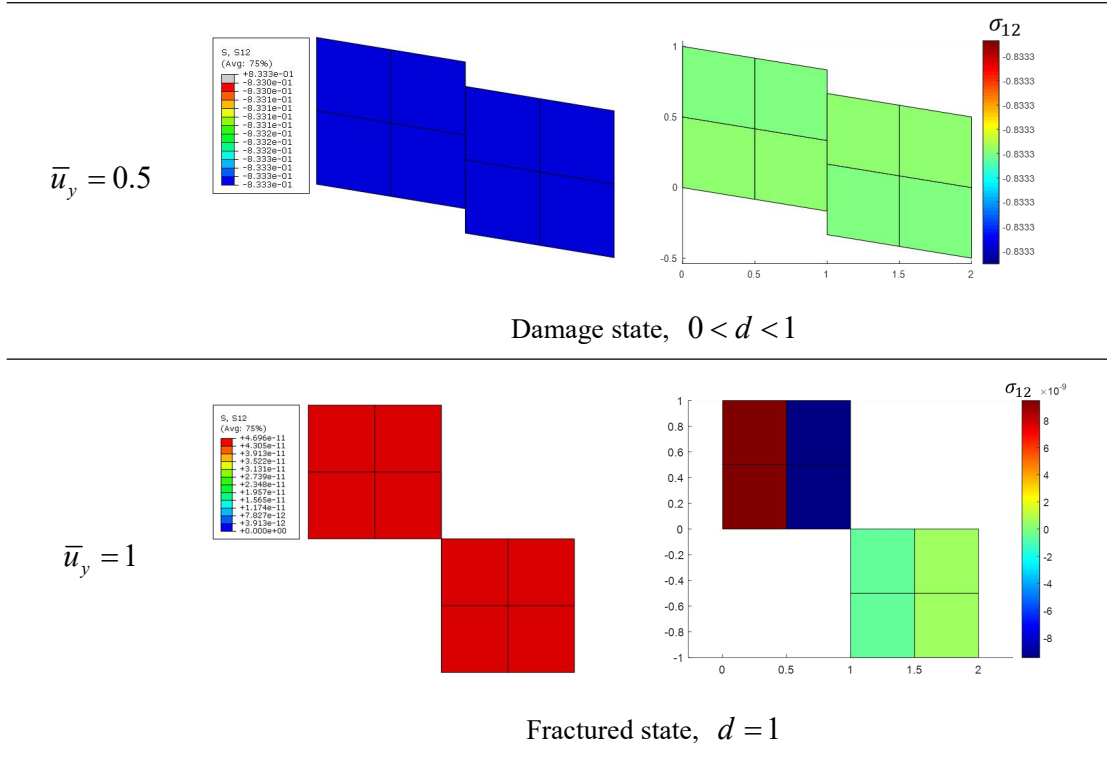 S, S12
(Avg: 75%)
+8.333e-01
-8.330e-01
-8.331e-01
-8.331e-01
-8.331e-01
-8.331e-01
-8.332e-01
-8.332e-01
-8.332e-01
-8.333e-01
-8.333e-01
-8.333e-01
-8.333e-01
σ12
1
0.5
0
-0.5
0
0.5
1
1.5
2
-0.8333
-0.8333
-0.8333
-0.8333
-0.8333
-0.8333
-0.8333
-0.8333
-0.8333
u̅y = 0.5
Damage state, 0 < d < 1
S, S12
(Avg: 75%)
+4.696e-11
+4.305e-11
+3.913e-11
+3.522e-11
+3.131e-11
+2.739e-11
+2.348e-11
+1.957e-11
+1.565e-11
+1.174e-11
+7.827e-12
+3.913e-12
+0.000e+00
σ12 ×10-9
1
0.8
0.6
0.4
0.2
0
-0.2
-0.4
-0.6
-0.8
-1
0
0.5
1
1.5
2
8
6
4
2
0
-2
-4
-6
-8
u̅y = 1
Fractured state, d = 1